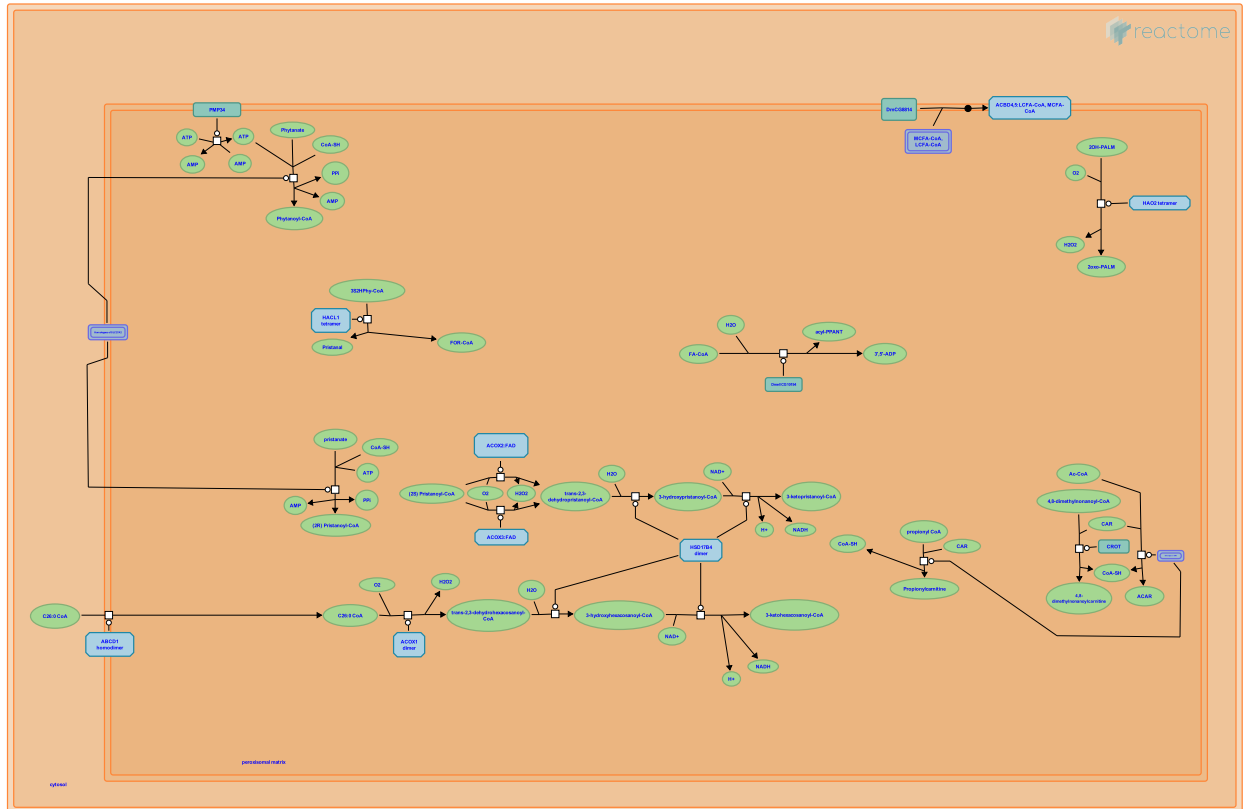 reactome
PMP34
ATP
ATP
AMP
AMP
Phytanate
CoA-SH
PPi
AMP
Phytanoyl-CoA
DmCG8814
MCFA-CoA,
LCFA-CoA
ACBD4,5:LCFA-CoA, MCFA-
CoA
2OH-PALM
O2
HAO2 tetramer
H2O2
2oxo-PALM
3S2HPhy-CoA
HACL1
tetramer
Pristanal
FOR-CoA
H2O
acyl-PPANT
FA-CoA
3',5'-ADP
pristanate
CoA-SH
ATP
AMP
PPi
(2R) Pristanoyl-CoA
ACOX2:FAD
(2S) Pristanoyl-CoA
O2
H2O2
ACOX3:FAD
trans-2,3-
dehydropristanoyl-CoA
H2O
3-hydroxypristanoyl-CoA
NAD+
3-ketopristanoyl-CoA
H+
NADH
HSD17B4
dimer
Ac-CoA
4,8-dimethylnonanoyl-CoA
CAR
CROT
CoA-SH
4,8-
dimethylnonanoylcarnitine
ACAR
propionyl CoA
CoA-SH
CAR
Propionylcarnitine
C26:0 CoA
ABCD1
homodimer
C26:0 CoA
O2
H2O2
ACOX1
dimer
trans-2,3-dehydrohexacosanoyl-
CoA
H2O
3-hydroxyhexacosanoyl-CoA
NAD+
3-ketohexacosanoyl-CoA
H+
NADH
peroxisomal matrix
cytosol